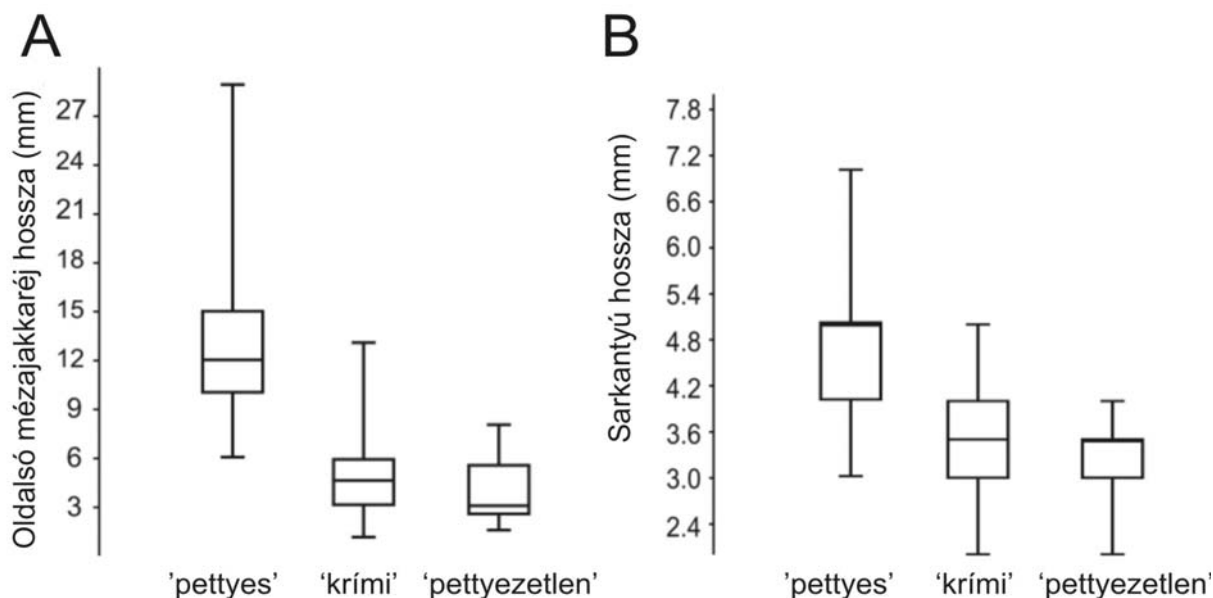 A
Oldalsó mézajakkaréj hossza (mm)
27
24
21
18
15
12
9
6
3
'pettyes'
'krími'
'pettyezetlen'
B
Sarkantyú hossza (mm)
7.8
7.2
6.6
6.0
5.4
4.8
4.2
3.6
3.0
2.4
'pettyes'
'krími'
'pettyezetlen'